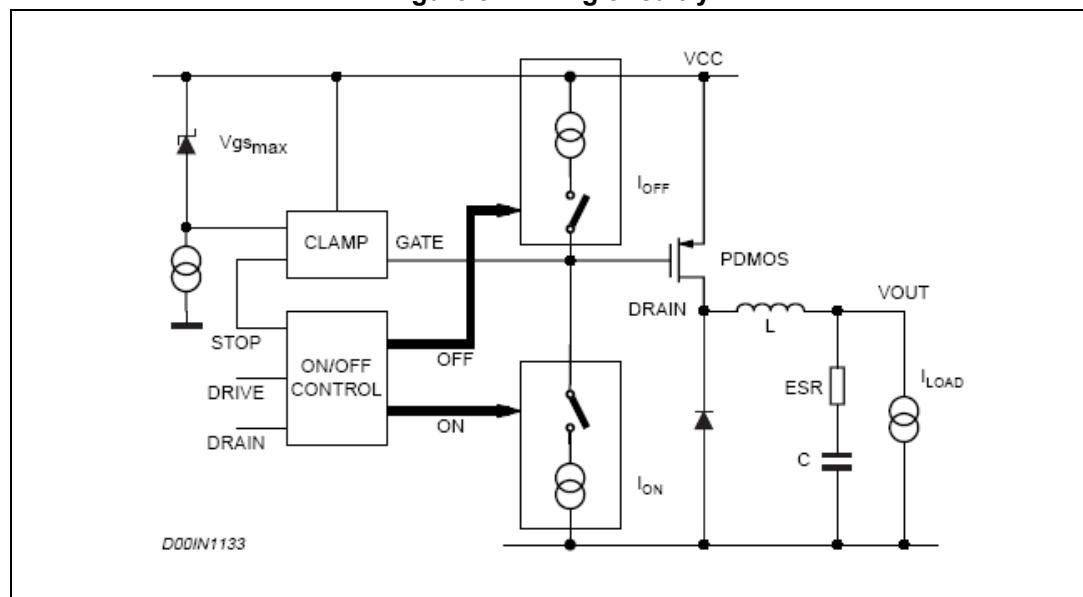 VCC
Vgsmax
IOFF
CLAMP
GATE
PDMOS
DRAIN
VOUT
L
STOP
OFF
ON/OFF
CONTROL
DRIVE
ESR
ILOAD
ON
DRAIN
C
ION
D00IN1133